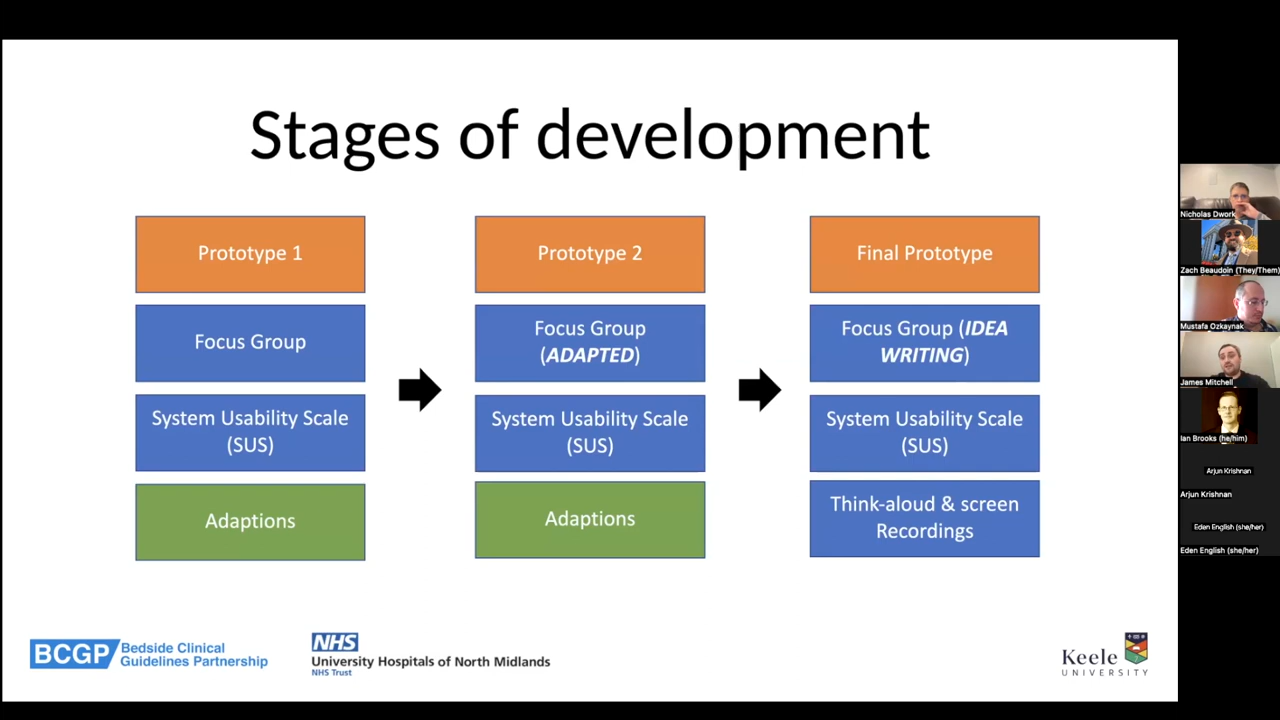 Stages of development
Prototype 1
Focus Group
System Usability Scale
(SUS)
Adaptions
Prototype 2
Focus Group
(ADAPTED)
System Usability Scale
(SUS)
Adaptions
Final Prototype
Focus Group (IDEA
WRITING)
System Usability Scale
(SUS)
Think-aloud & screen
Recordings
BCGP Bedside Clinical
Guidelines Partnership
NHS
University Hospitals of North Midlands
NHS Trust
Keele
UNIVERSITY
Nicholas Dwork
Zach Beaudoin (They/Them)
Mustafa Ozkaynak
James Mitchell
Ian Brooks (he/him)
Arjun Krishnan
Arjun Krishnan
Eden English (she/her)
Eden English (she/her)